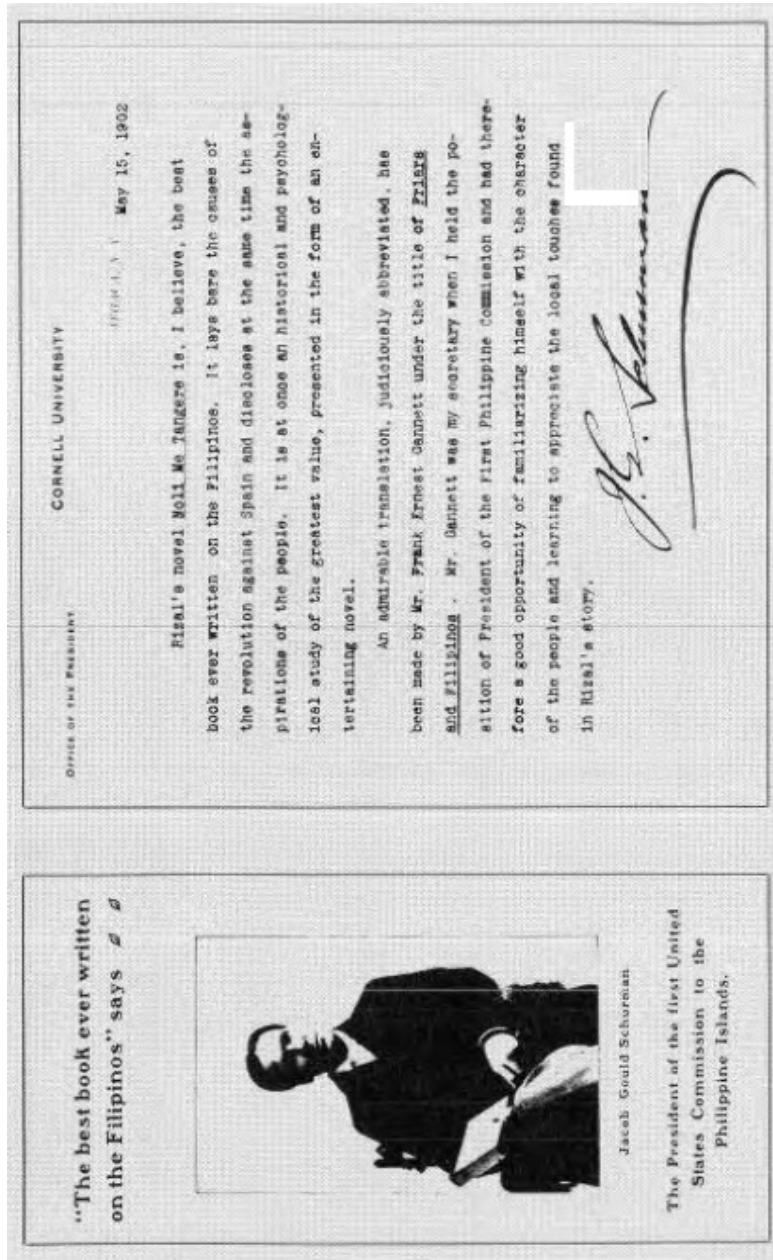 “The best book ever written
on the Filipinos” says
Jacob Gould Schurman
The President of the first United
States Commission to the
Philippine Islands.
CORNELL UNIVERSITY
OFFICE OF THE PRESIDENT
May 15, 1902
Rizal's novel Noli Me Tangere is, I believe, the best
book ever written on the Filipinos. It lays bare the causes of
the revolution against Spain and discloses at the same time the as-
pirations of the people. It is at once an historical and psycholog-
ical study of the greatest value, presented in the form of an en-
tertaining novel.
An admirable translation, judiciously abbreviated, has
been made by Mr. Frank Ernest Gannett under the title of Friars
and Filipinos . Mr. Gannett was my secretary when I held the po-
sition of President of the First Philippine Commission and had there-
fore a good opportunity of familiarizing himself with the character
of the people and learning to appreciate the local touches found
in Rizal's story.
J. G. Schurman